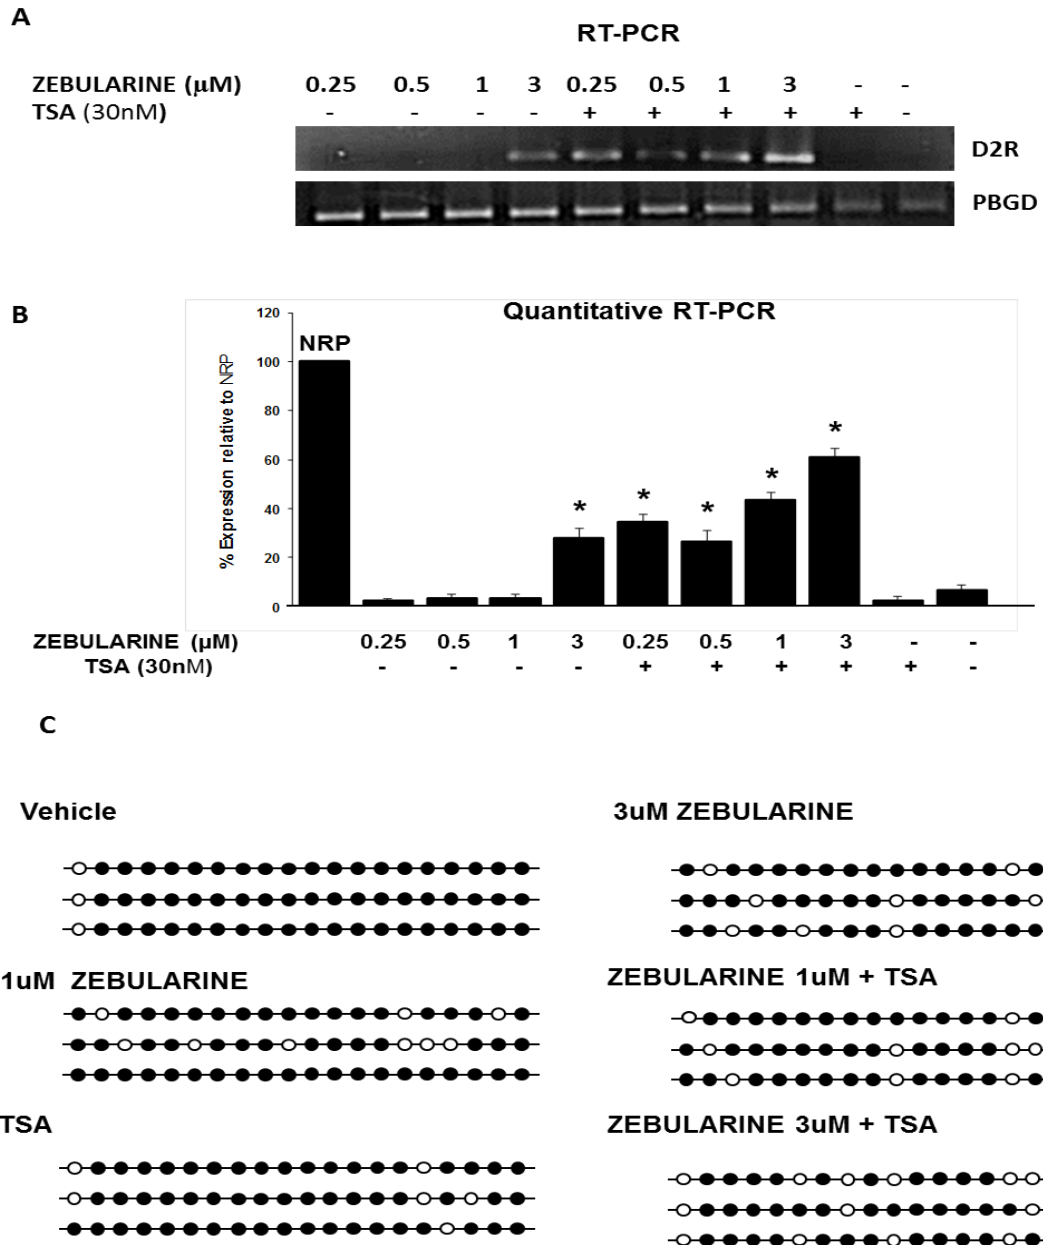 A
RT-PCR
ZEBULARINE (μM) 0.25 0.5 1 3 0.25 0.5 1 3 - -
TSA (30nM) - - - - + + + + + -
D2R
PBGD
B
Quantitative RT-PCR
120
100
80
60
40
20
0
% Expression relative to NRP
NRP
* * * * *
ZEBULARINE (μM) 0.25 0.5 1 3 0.25 0.5 1 3 - -
TSA (30nM) - - - - + + + + + -
C
Vehicle
3uM ZEBULARINE
1uM ZEBULARINE
ZEBULARINE 1uM + TSA
TSA
ZEBULARINE 3uM + TSA